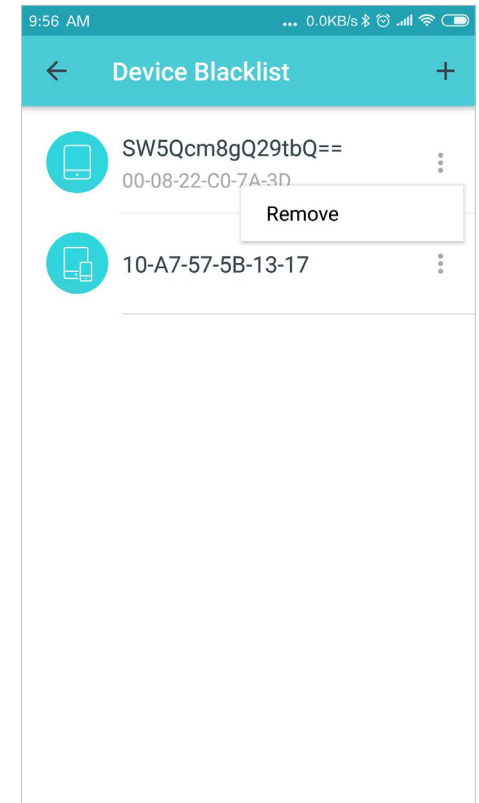 9:56 AM ... 0.0KB/s
Device Blacklist
SW5Qcm8gQ29tbQ==
00-08-22-C0-7A-3D
Remove
10-A7-57-5B-13-17